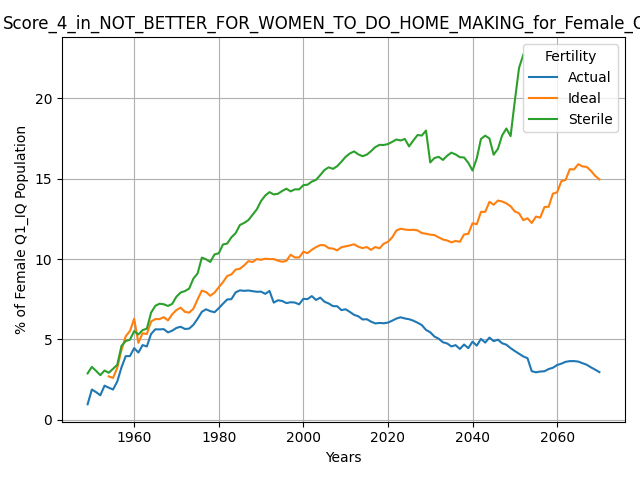 Score_4_in_NOT_BETTER_FOR_WOMEN_TO_DO_HOME_MAKING_for_Female_
Fertility
Actual
Ideal
Sterile
% of Female Q1_IQ Population
20
15
10
5
0
1960
1980
2000
2020
2040
2060
Years